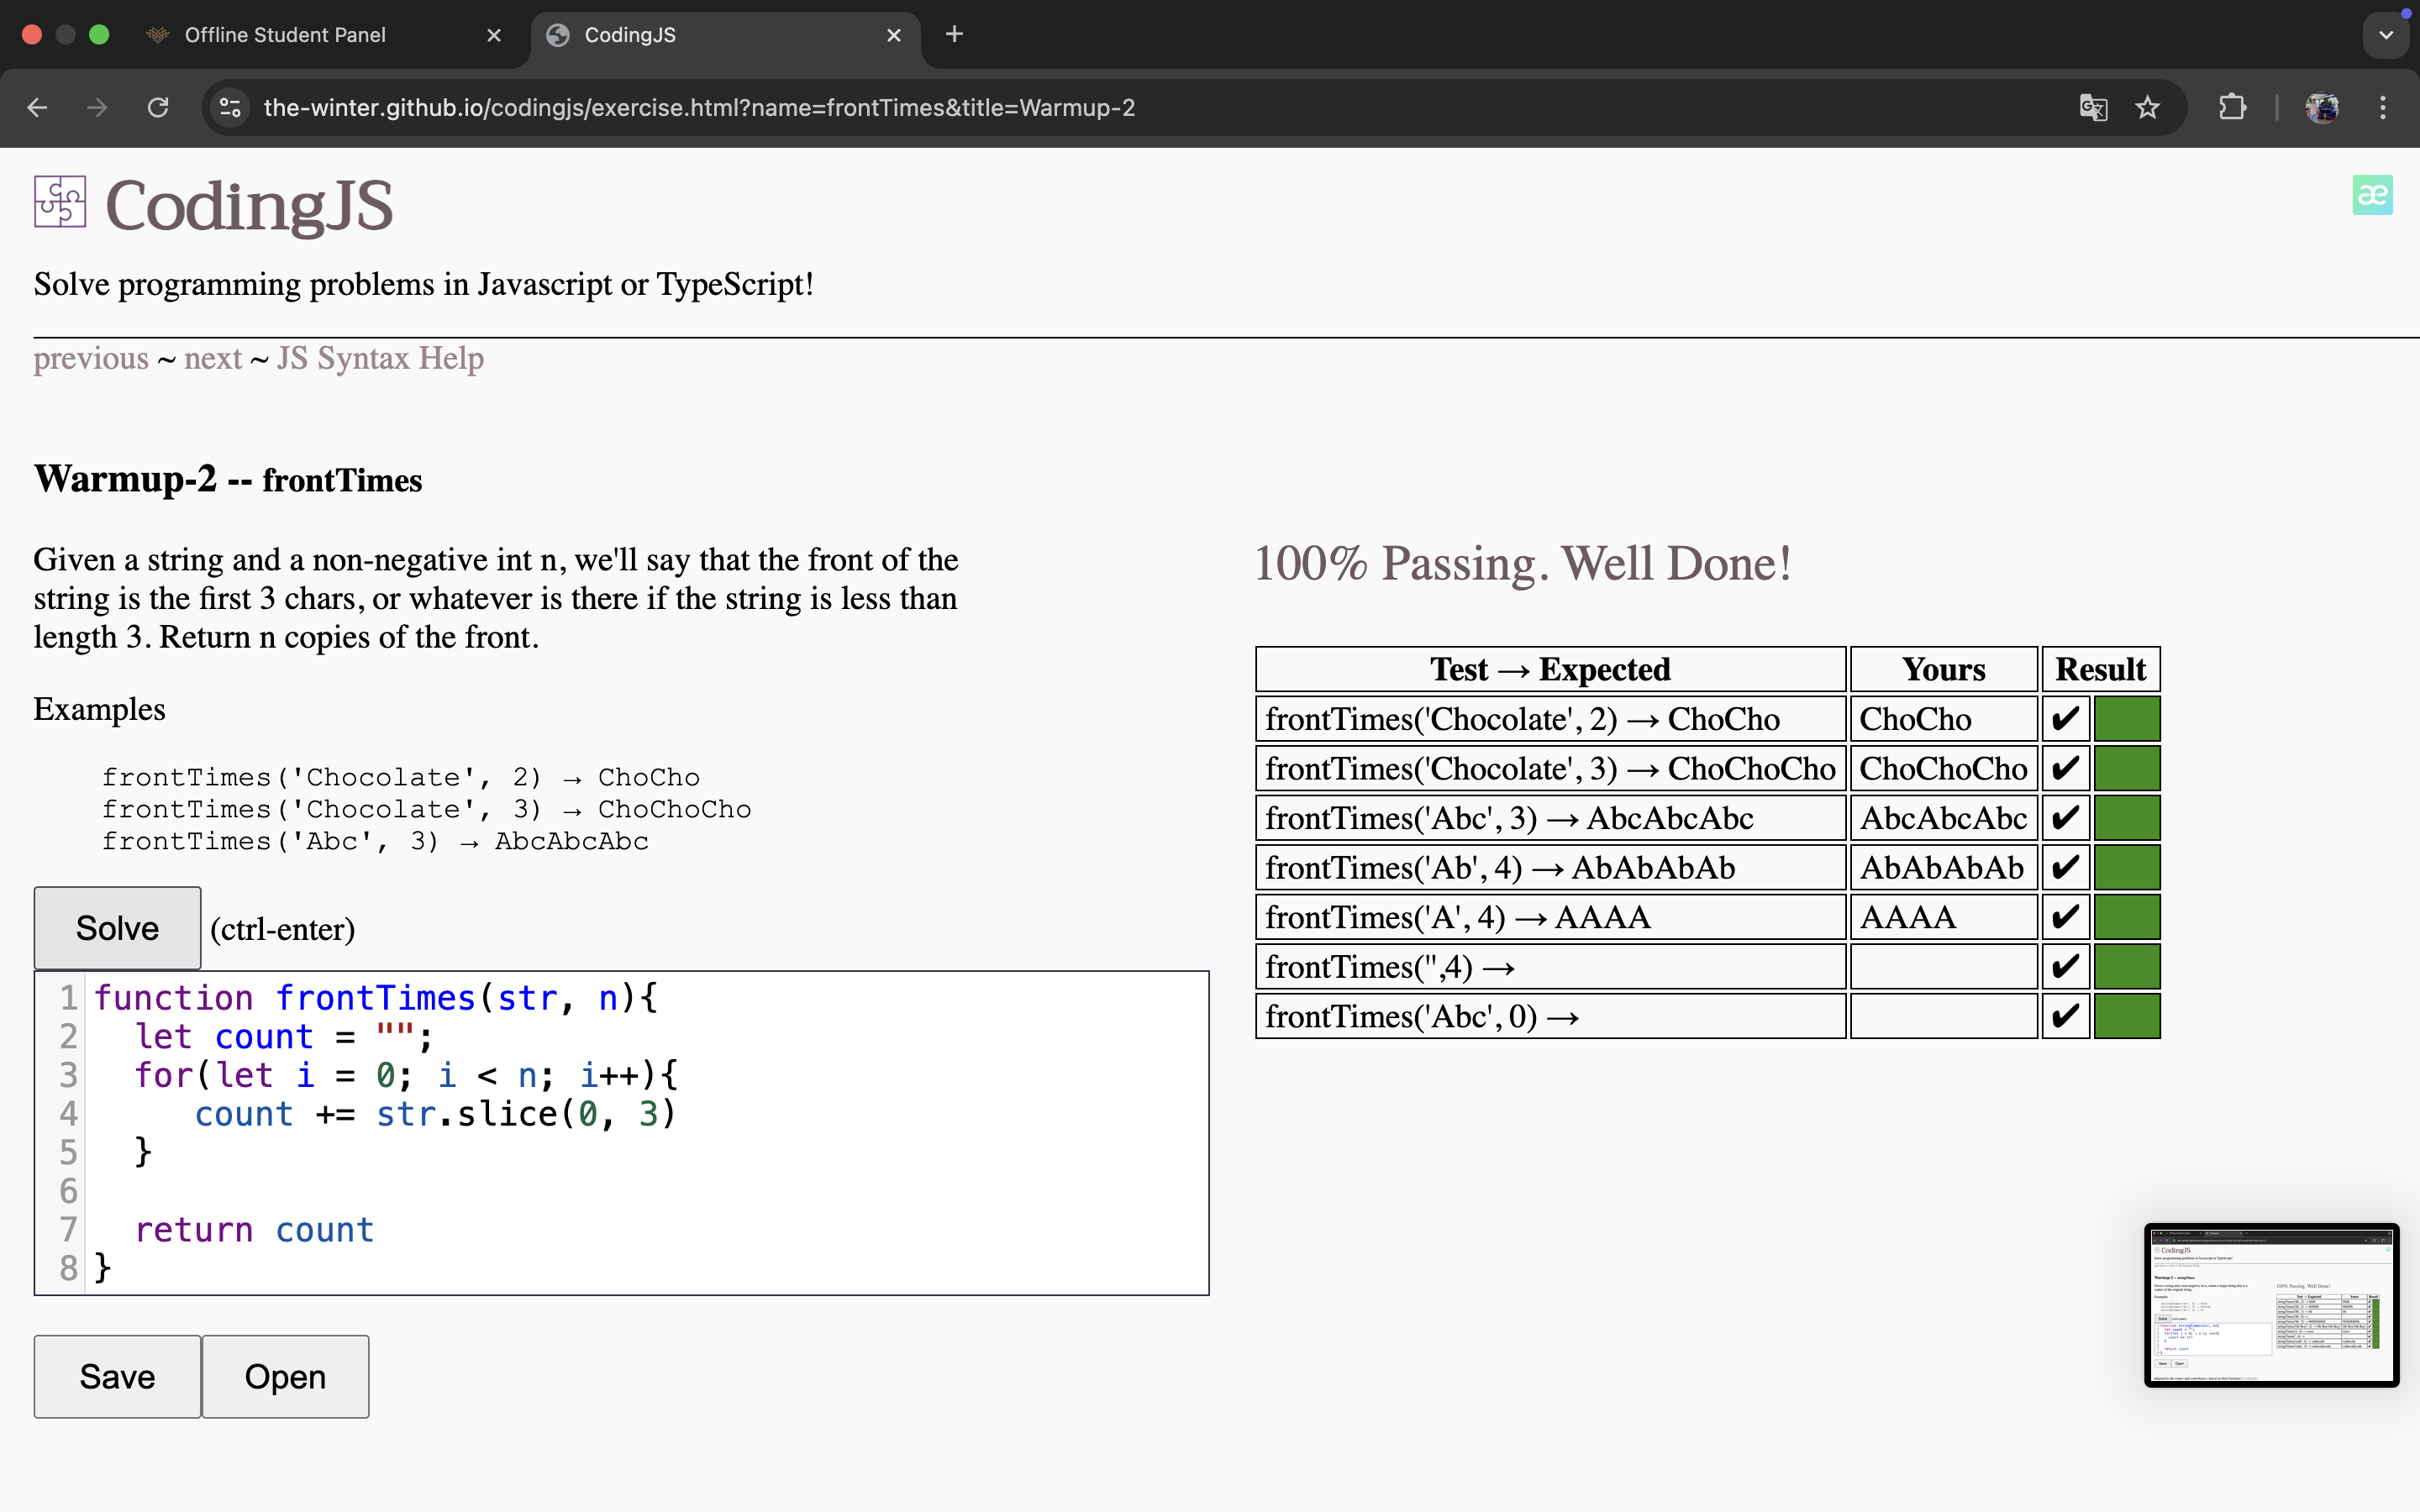 Offline Student Panel
CodingJS
the-winter.github.io/codingjs/exercise.html?name=frontTimes&title=Warmup-2
CodingJS
æ
Solve programming problems in Javascript or TypeScript!
previous ~ next ~ JS Syntax Help
Warmup-2 -- frontTimes
Given a string and a non-negative int n, we'll say that the front of the
string is the first 3 chars, or whatever is there if the string is less than
length 3. Return n copies of the front.
Examples
frontTimes('Chocolate', 2) → ChoCho
frontTimes('Chocolate', 3) → ChoChoCho
frontTimes('Abc', 3) → AbcAbcAbc
Solve (ctrl-enter)
1 function frontTimes(str, n){
2 let count = "";
3 for(let i = 0; i < n; i++){
4 count += str.slice(0, 3)
5 }
6
7 return count
8 }
Save Open
100% Passing. Well Done!
Test → Expected Yours Result
frontTimes('Chocolate', 2) → ChoCho ChoCho ✔
frontTimes('Chocolate', 3) → ChoChoCho ChoChoCho ✔
frontTimes('Abc', 3) → AbcAbcAbc AbcAbcAbc ✔
frontTimes('Ab', 4) → AbAbAbAb AbAbAbAb ✔
frontTimes('A', 4) → AAAA AAAA ✔
frontTimes('',4) → ✔
frontTimes('Abc', 0) → ✔
CodingJS
100% Passing. Well Done!